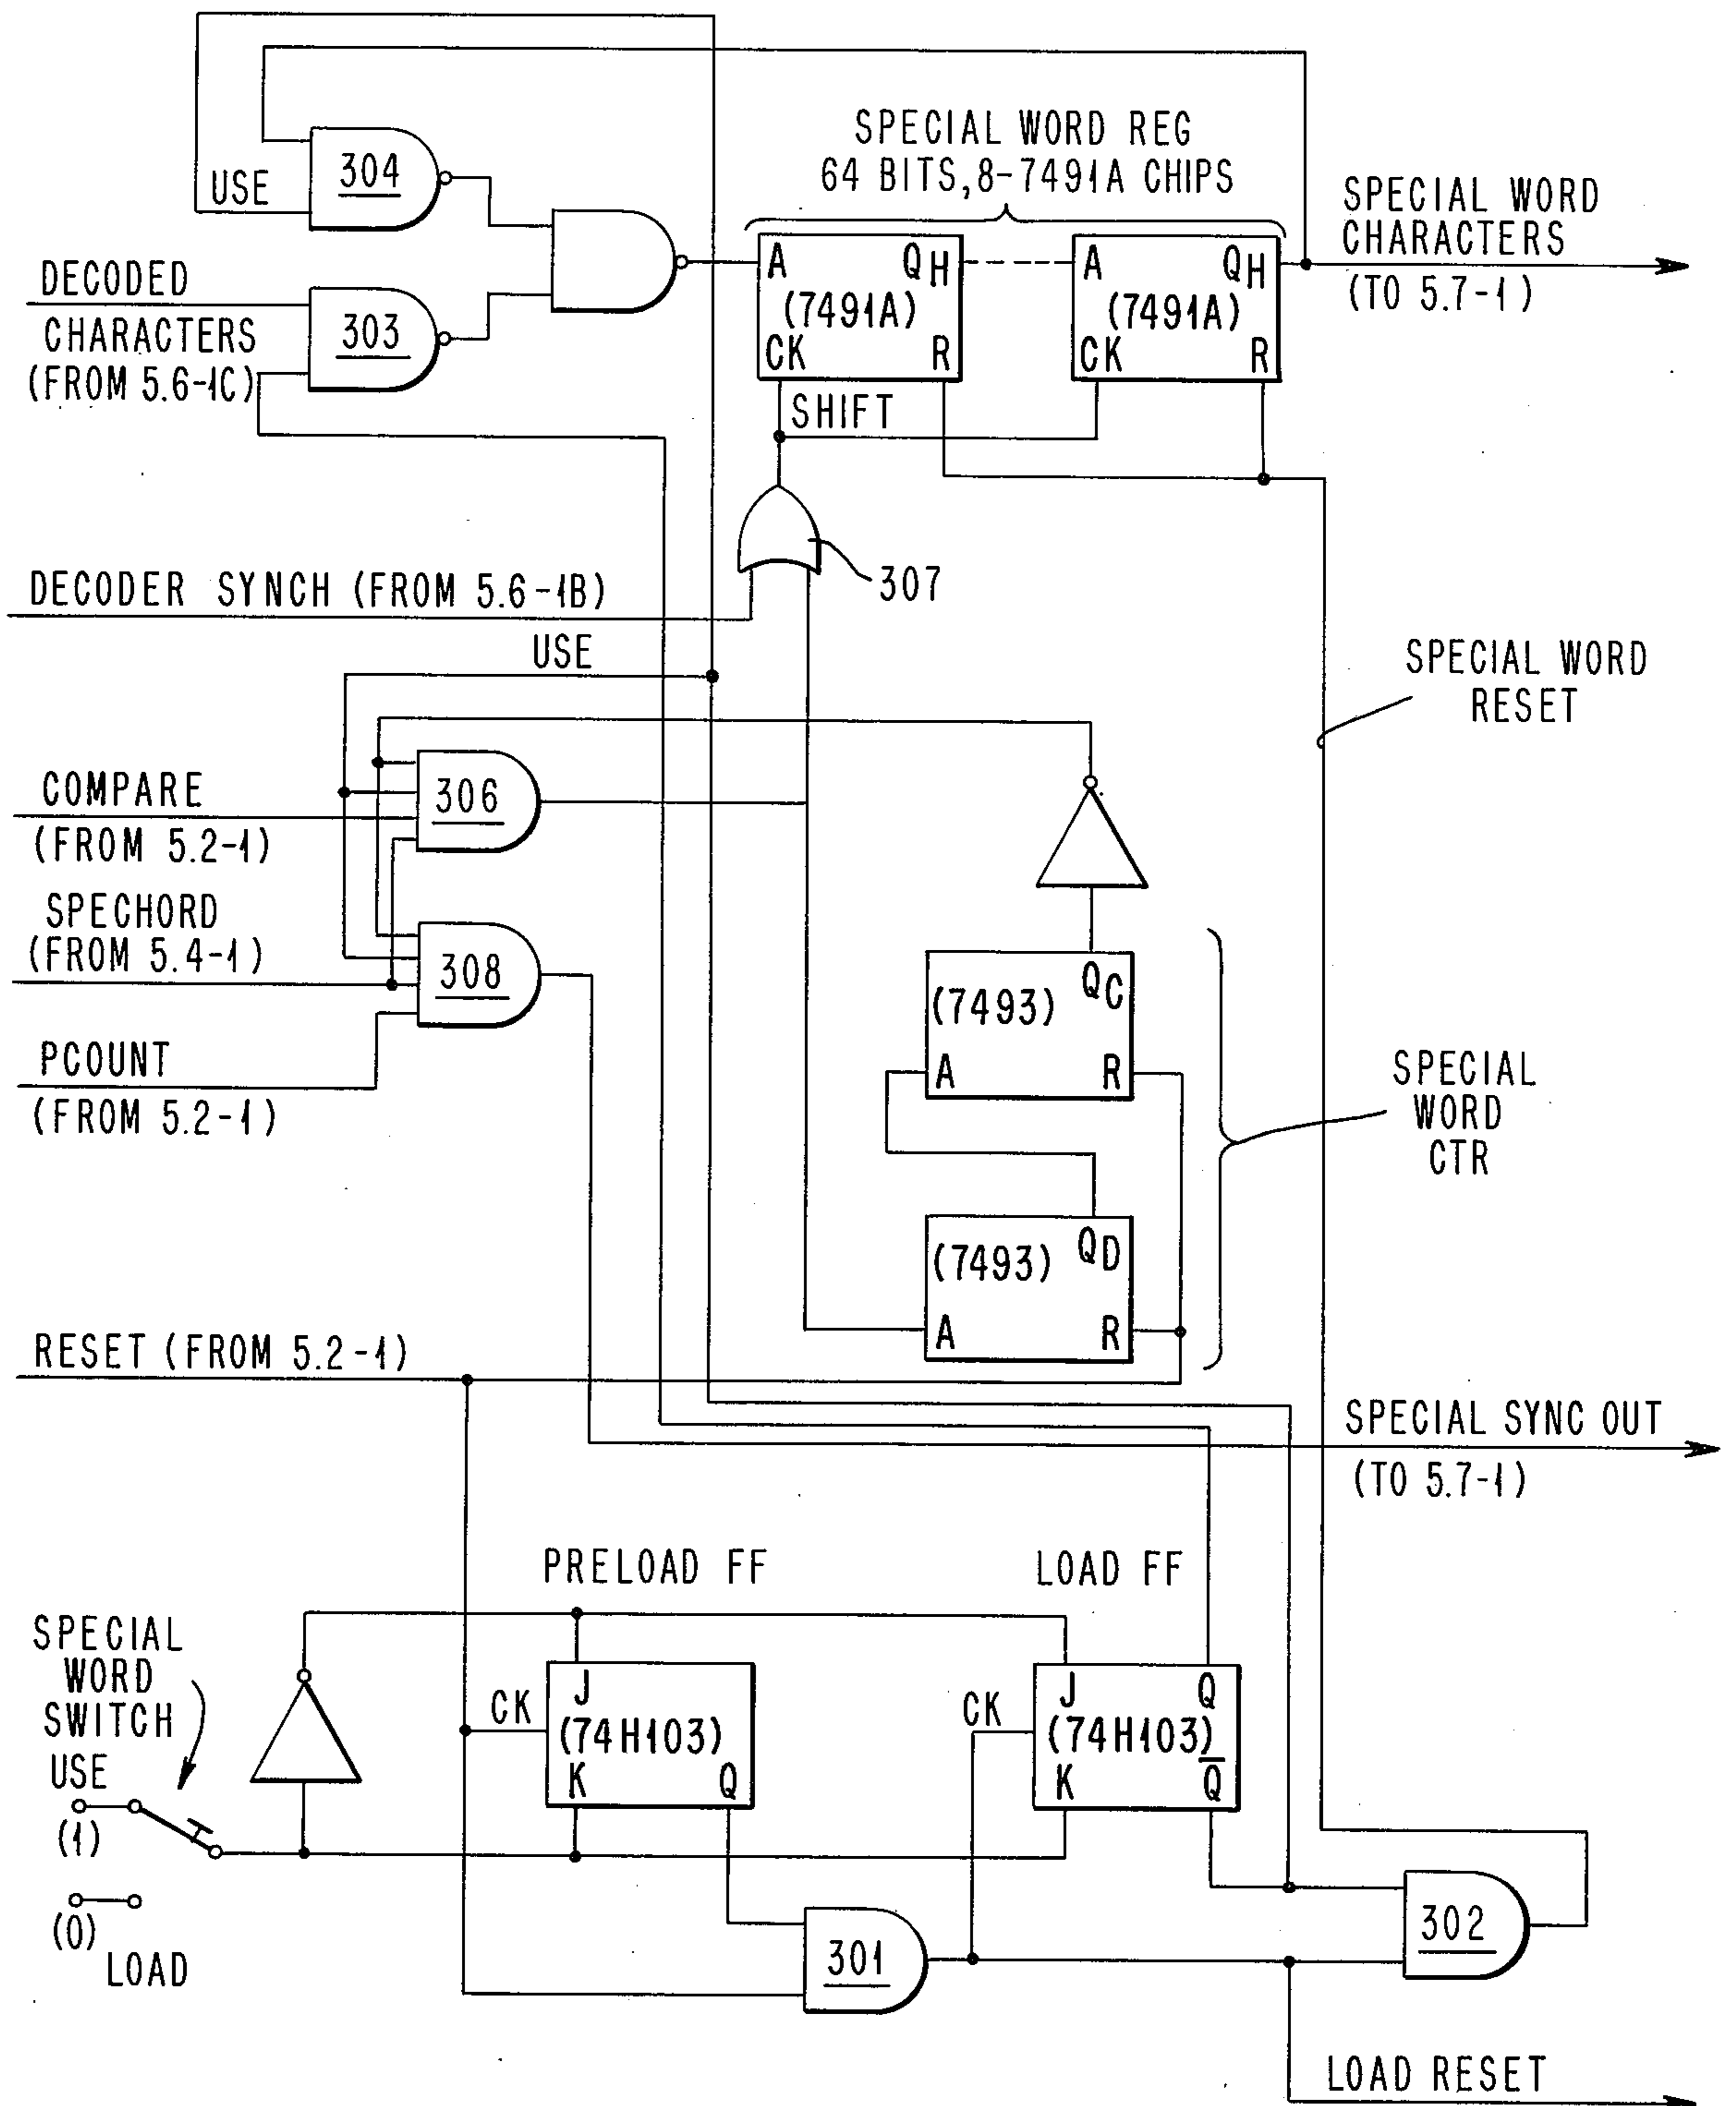 SPECIAL WORD REG
64 BITS, 8-7491A CHIPS
304
USE
SPECIAL WORD
CHARACTERS
(TO 5.7-1)
DECODED
CHARACTERS
(FROM 5.6-1C)
303
A QH
(7491A)
CK R
A QH
(7491A)
CK R
SHIFT
307
DECODER SYNCH (FROM 5.6-1B)
USE
SPECIAL WORD
RESET
COMPARE
(FROM 5.2-1)
306
SPECHORD
(FROM 5.4-1)
308
PCOUNT
(FROM 5.2-1)
(7493) QC
A R
SPECIAL
WORD
CTR
(7493) QD
A R
RESET (FROM 5.2-1)
SPECIAL SYNC OUT
(TO 5.7-1)
PRELOAD FF
LOAD FF
SPECIAL
WORD
SWITCH
USE
(1)
(0)
LOAD
CK
J
(74H103)
K Q
CK
J Q
(74H103)
K Q̅
301
302
LOAD RESET